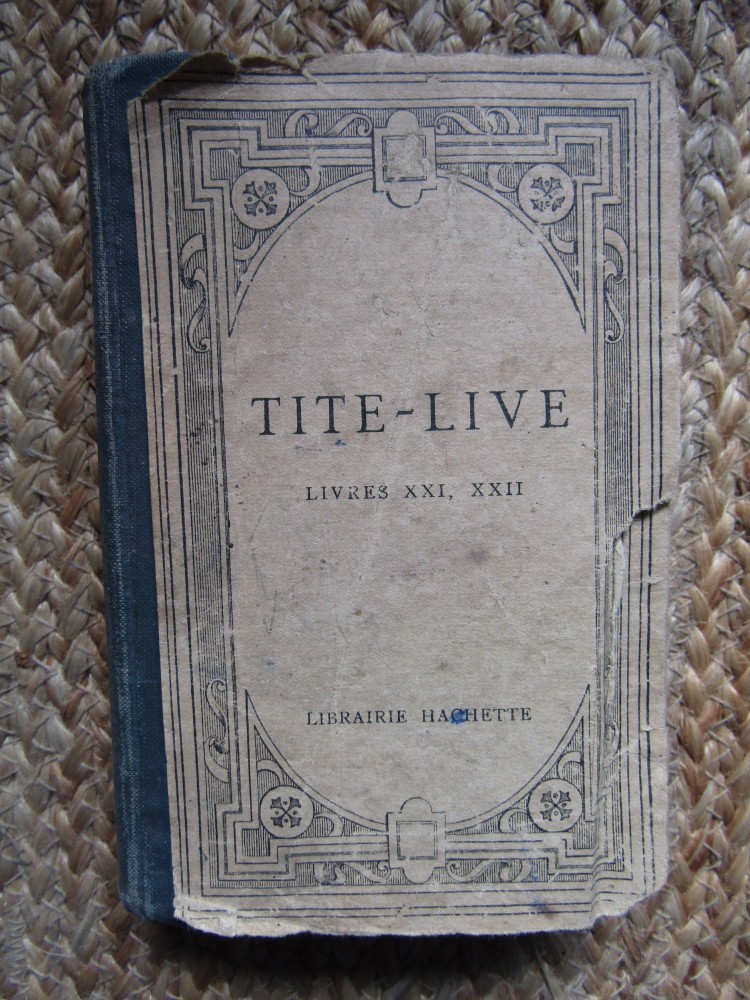 TITE-LIVE
LIVRES XXI, XXII
LIBRAIRIE HACHETTE